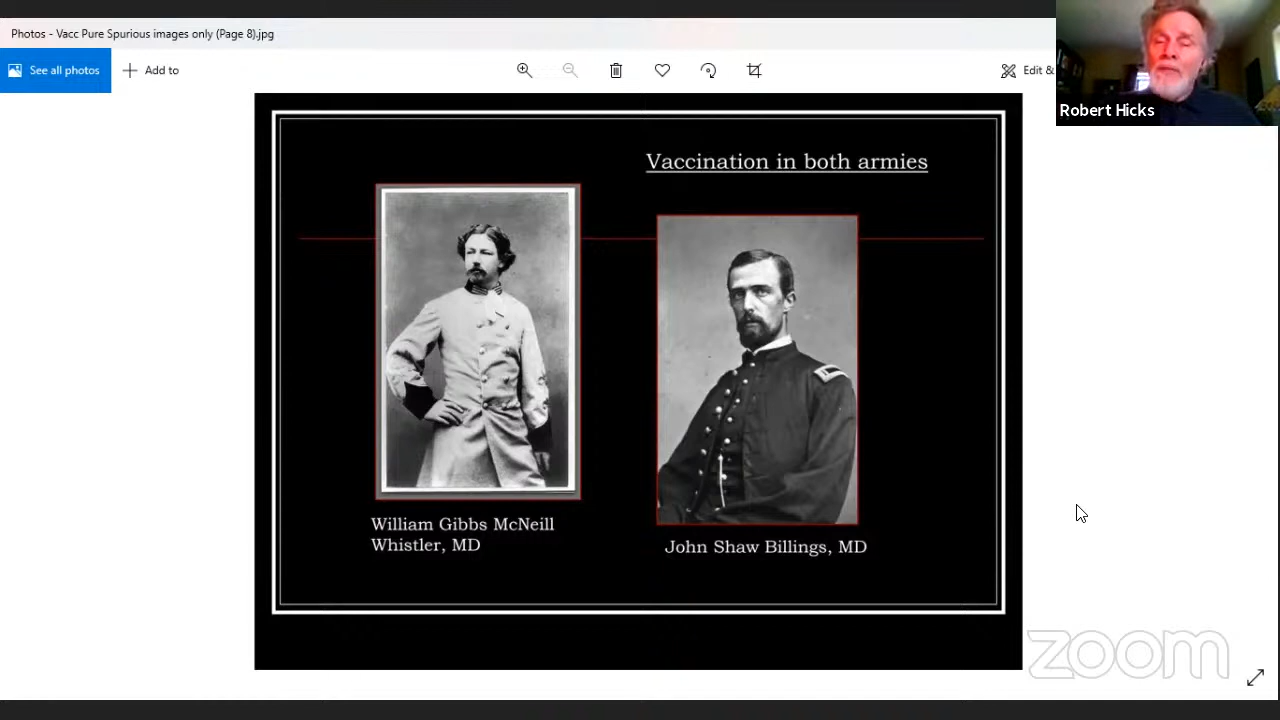 Photos - Vacc Pure Spurious images only (Page 8).jpg
See all photos
Add to
Edit &
Robert Hicks
Vaccination in both armies
William Gibbs McNeill
Whistler, MD
John Shaw Billings, MD
zoom